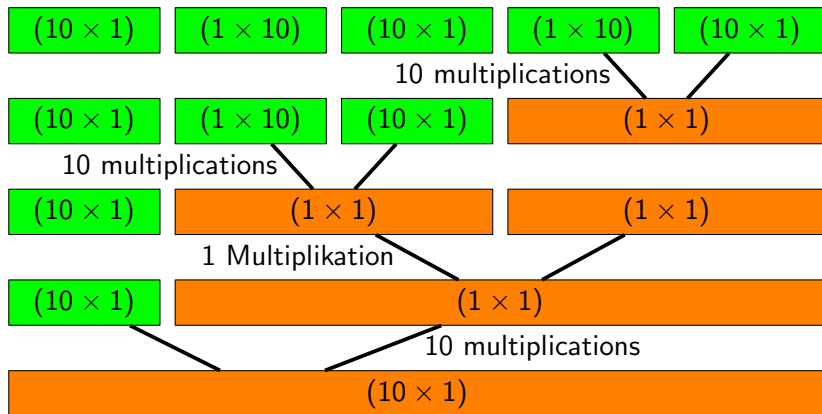 (10 × 1) (1 × 10) (10 × 1) (1 × 10) (10 × 1)
10 multiplications
(10 × 1) (1 × 10) (10 × 1) (1 × 1)
10 multiplications
(10 × 1) (1 × 1) (1 × 1)
1 Multiplikation
(10 × 1) (1 × 1)
10 multiplications
(10 × 1)